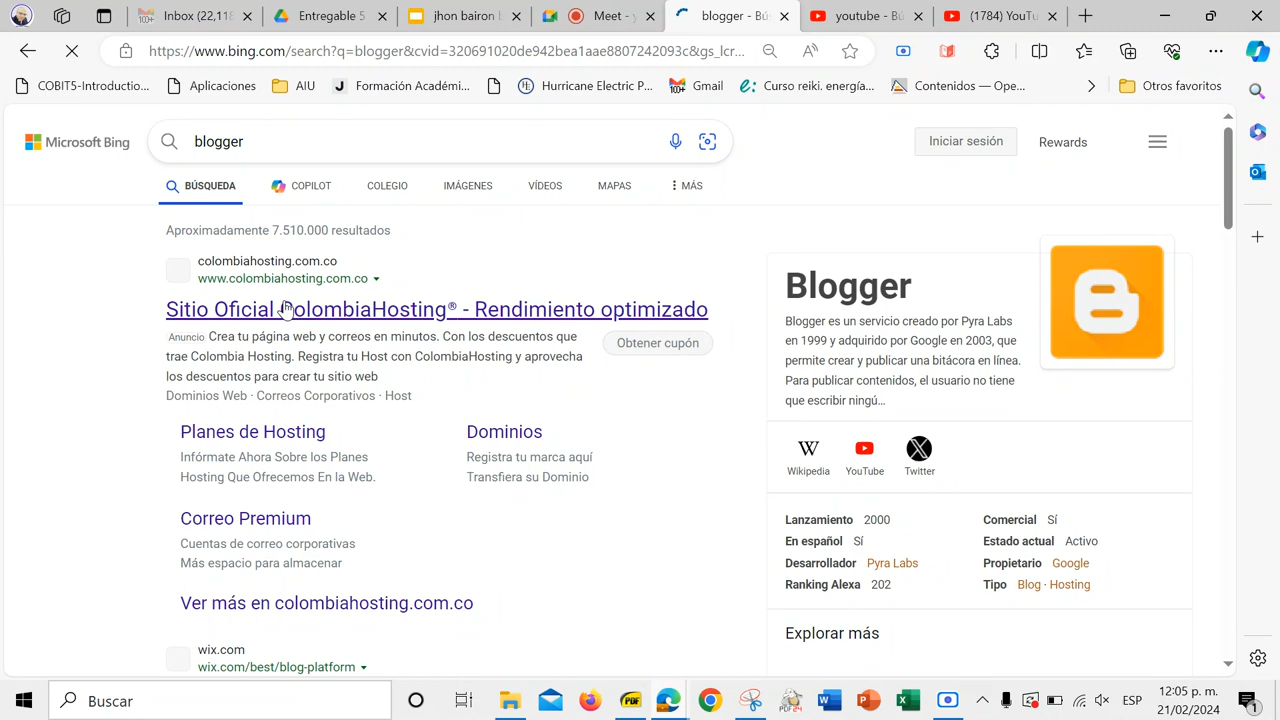 100+
Entregable 5
jhon barrios
Meet - y
blogger - Bús
youtube - Bú
(1784) YouTu
https://www.bing.com/search?q=blogger&cvid=320691020de942bea1aae8807242093c&gs_lcr...
COBIT5-Introductio...
Aplicaciones
AIU
Formación Académi...
Hurricane Electric P...
100+
Gmail
Curso reiki. energía...
Contenidos — Ope...
Otros favoritos
Microsoft Bing
blogger
Iniciar sesión
Rewards
BÚSQUEDA
COPILOT
COLEGIO
IMÁGENES
VÍDEOS
MAPAS
MÁS
Aproximadamente 7.510.000 resultados
colombiahosting.com.co
www.colombiahosting.com.co
Sitio Oficial ColombiaHosting® - Rendimiento optimizado
Anuncio Crea tu página web y correos en minutos. Con los descuentos que
trae Colombia Hosting. Registra tu Host con ColombiaHosting y aprovecha
los descuentos para crear tu sitio web
Obtener cupón
Dominios Web · Correos Corporativos · Host
Planes de Hosting
Infórmate Ahora Sobre los Planes
Hosting Que Ofrecemos En la Web.
Dominios
Registra tu marca aquí
Transfiera su Dominio
Correo Premium
Cuentas de correo corporativas
Más espacio para almacenar
Ver más en colombiahosting.com.co
wix.com
wix.com/best/blog-platform
Blogger
Blogger es un servicio creado por Pyra Labs
en 1999 y adquirido por Google en 2003, que
permite crear y publicar una bitácora en línea.
Para publicar contenidos, el usuario no tiene
que escribir ningú…
Wikipedia
YouTube
Twitter
Lanzamiento 2000
Comercial Sí
En español Sí
Estado actual Activo
Desarrollador Pyra Labs
Propietario Google
Ranking Alexa 202
Tipo Blog · Hosting
Explorar más
Buscar
PDF
PDF24
ESP
12:05 p. m.
21/02/2024
1